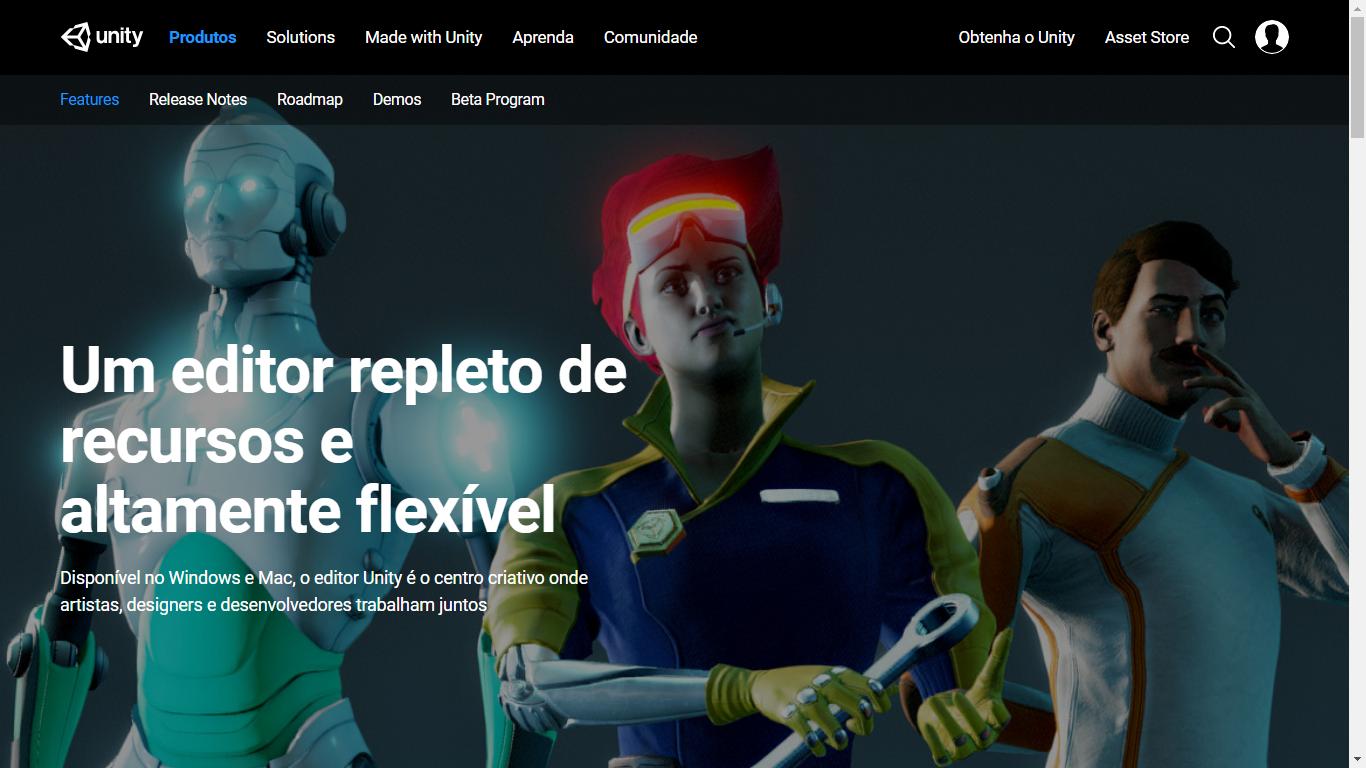 unity Produtos Solutions Made with Unity Aprenda Comunidade Obtenha o Unity Asset Store
Features Release Notes Roadmap Demos Beta Program
Um editor repleto de
recursos e
altamente flexível
Disponível no Windows e Mac, o editor Unity é o centro criativo onde
artistas, designers e desenvolvedores trabalham juntos